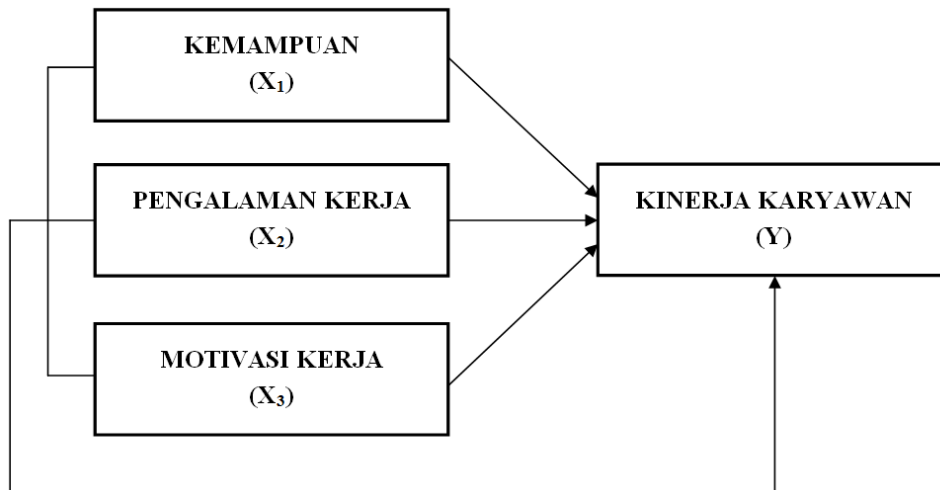 KEMAMPUAN
(X₁)
PENGALAMAN KERJA
(X₂)
MOTIVASI KERJA
(X₃)
KINERJA KARYAWAN
(Y)